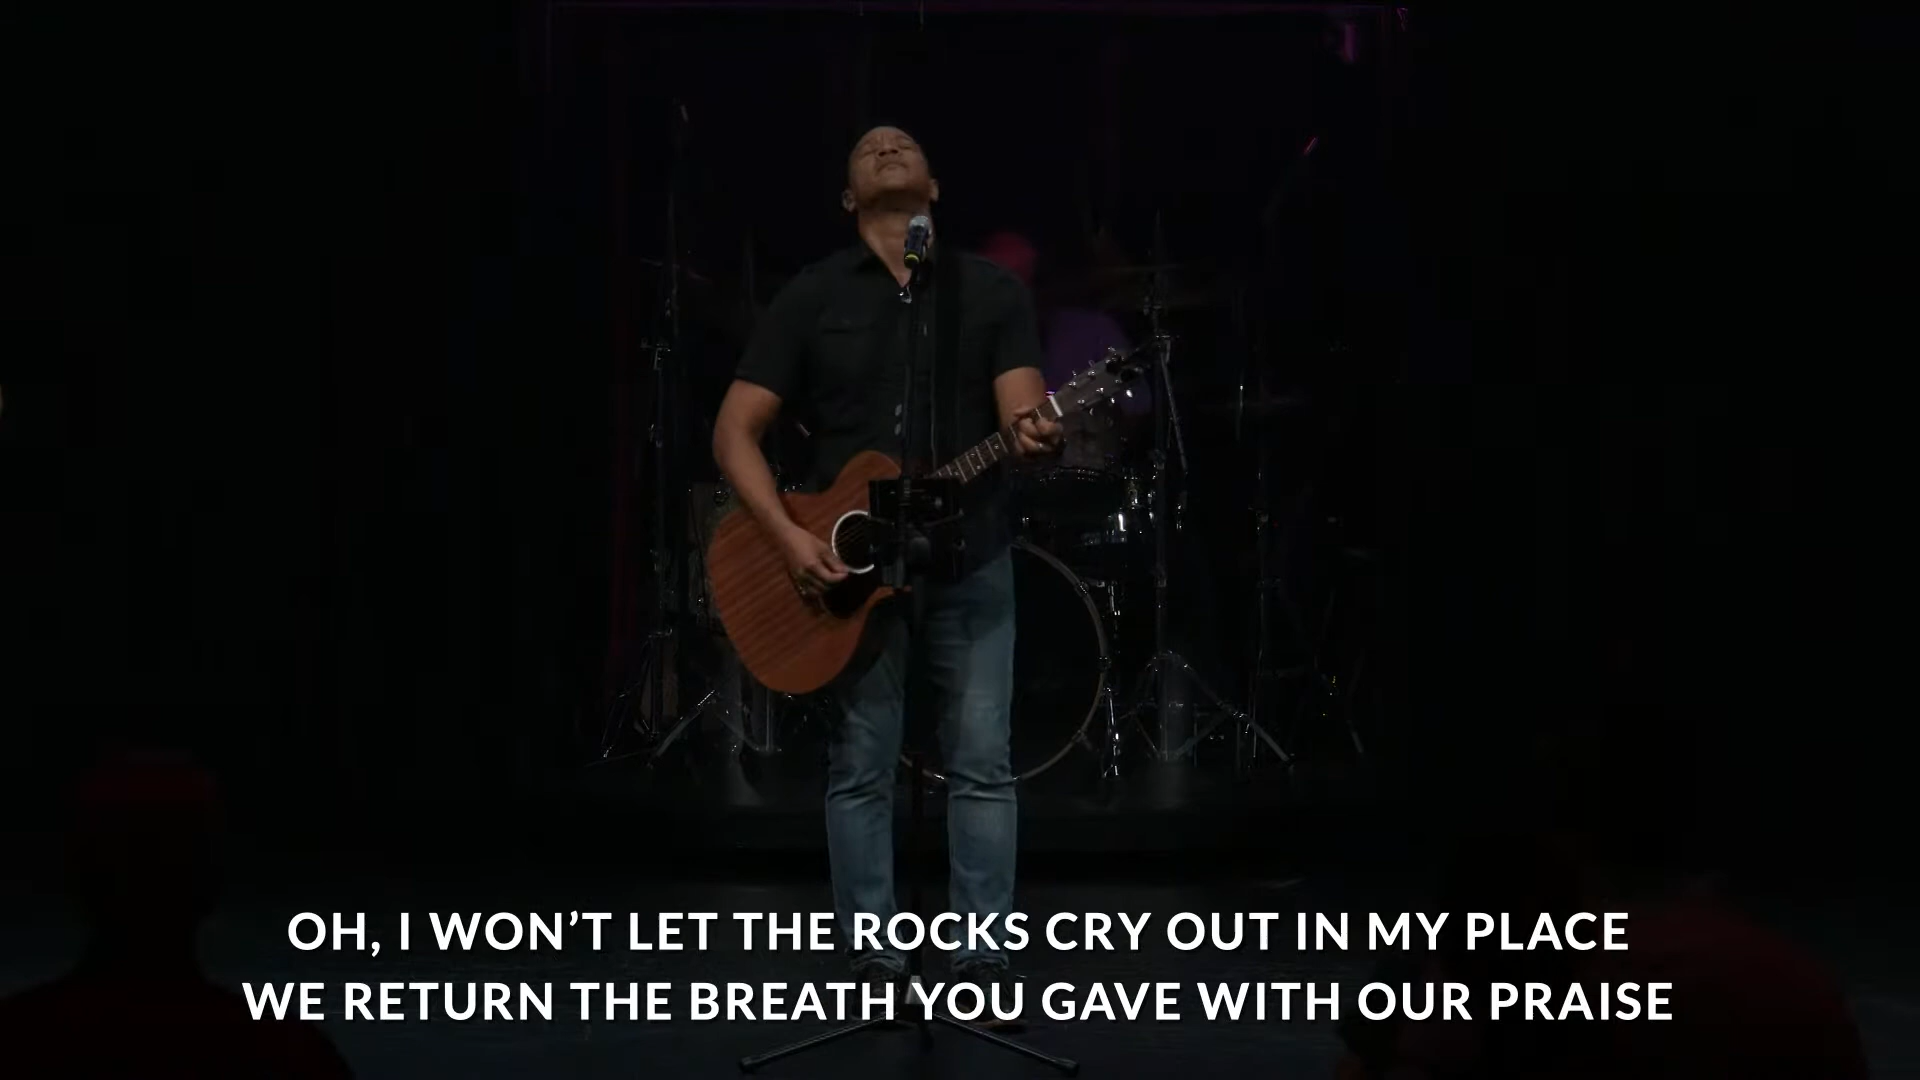 OH, I WON’T LET THE ROCKS CRY OUT IN MY PLACE
WE RETURN THE BREATH YOU GAVE WITH OUR PRAISE